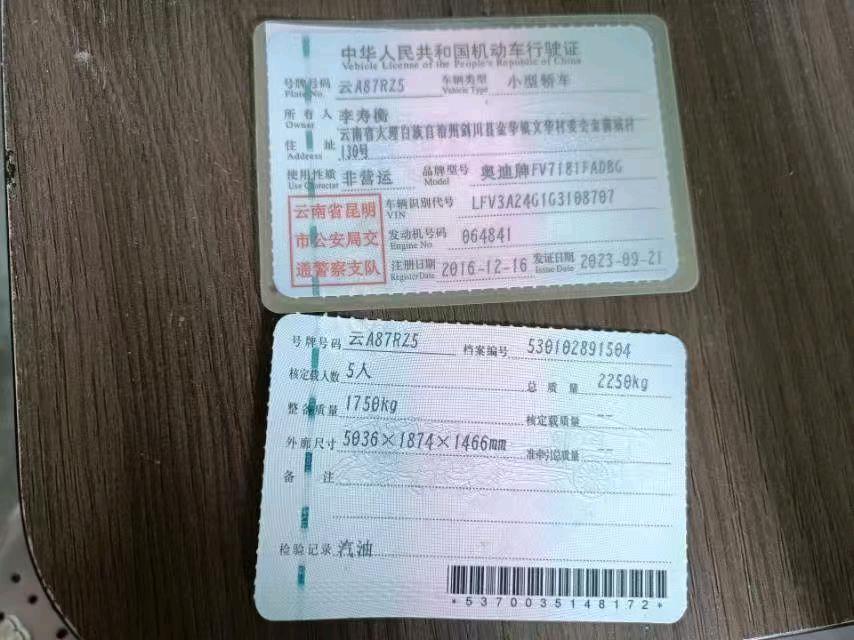 中华人民共和国机动车行驶证
Vehicle License of the People's Republic of China
号牌号码 云A87RZ5 车辆类型 小型轿车
Plate No. Vehicle Type
所有人 李寿衡
Owner
住址 云南省大理白族自治州剑川县金华镇文华村委会金蒲城村
Address 130号
使用性质 非营运 品牌型号 奥迪牌FV7181FADBG
Use Character Model
云南省昆明
市公安局交
通警察支队
车辆识别代号 LFV3A24G1G3108707
VIN
发动机号码 064841
Engine No.
注册日期 2016-12-16 发证日期 2023-09-21
Register Date Issue Date
号牌号码 云A87RZ5 档案编号 530102891504
核定载人数 5人 总质量 2250kg
整备质量 1750kg 核定载质量 --
外廓尺寸 5036×1874×1466mm 准牵引总质量 --
备注
检验记录 汽油
*5370035148172*